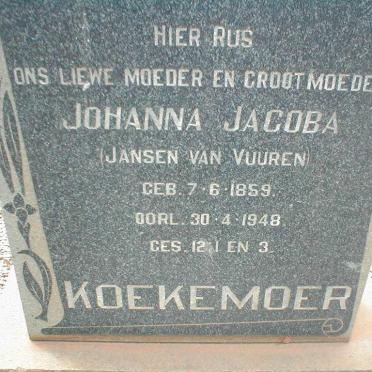 HIER RUS
ONS LIEWE MOEDER EN GROOTMOEDE
JOHANNA JACOBA
(JANSEN VAN VUUREN)
GEB. 7-6-1859.
OORL. 30-4-1948.
GES. 12:1 EN 3.
KOEKEMOER